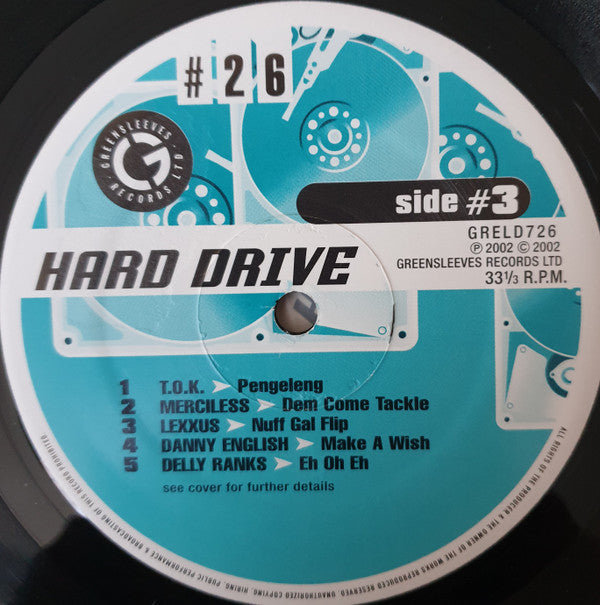 #26
GREENSLEEVES
RECORDS LTD
G
side #3
GRELD726
℗ 2002 © 2002
GREENSLEEVES RECORDS LTD
33⅓ R.P.M.
HARD DRIVE
1 T.O.K. ➤ Pengeleng
2 MERCILESS ➤ Dem Come Tackle
3 LEXXUS ➤ Nuff Gal Flip
4 DANNY ENGLISH ➤ Make A Wish
5 DELLY RANKS ➤ Eh Oh Eh
see cover for further details
ALL RIGHTS OF THE PRODUCER & THE OWNER OF THE WORKS REPRODUCED RESERVED. UNAUTHORIZED COPYING, HIRING, PUBLIC PERFORMANCE & BROADCASTING OF THIS RECORD PROHIBITED